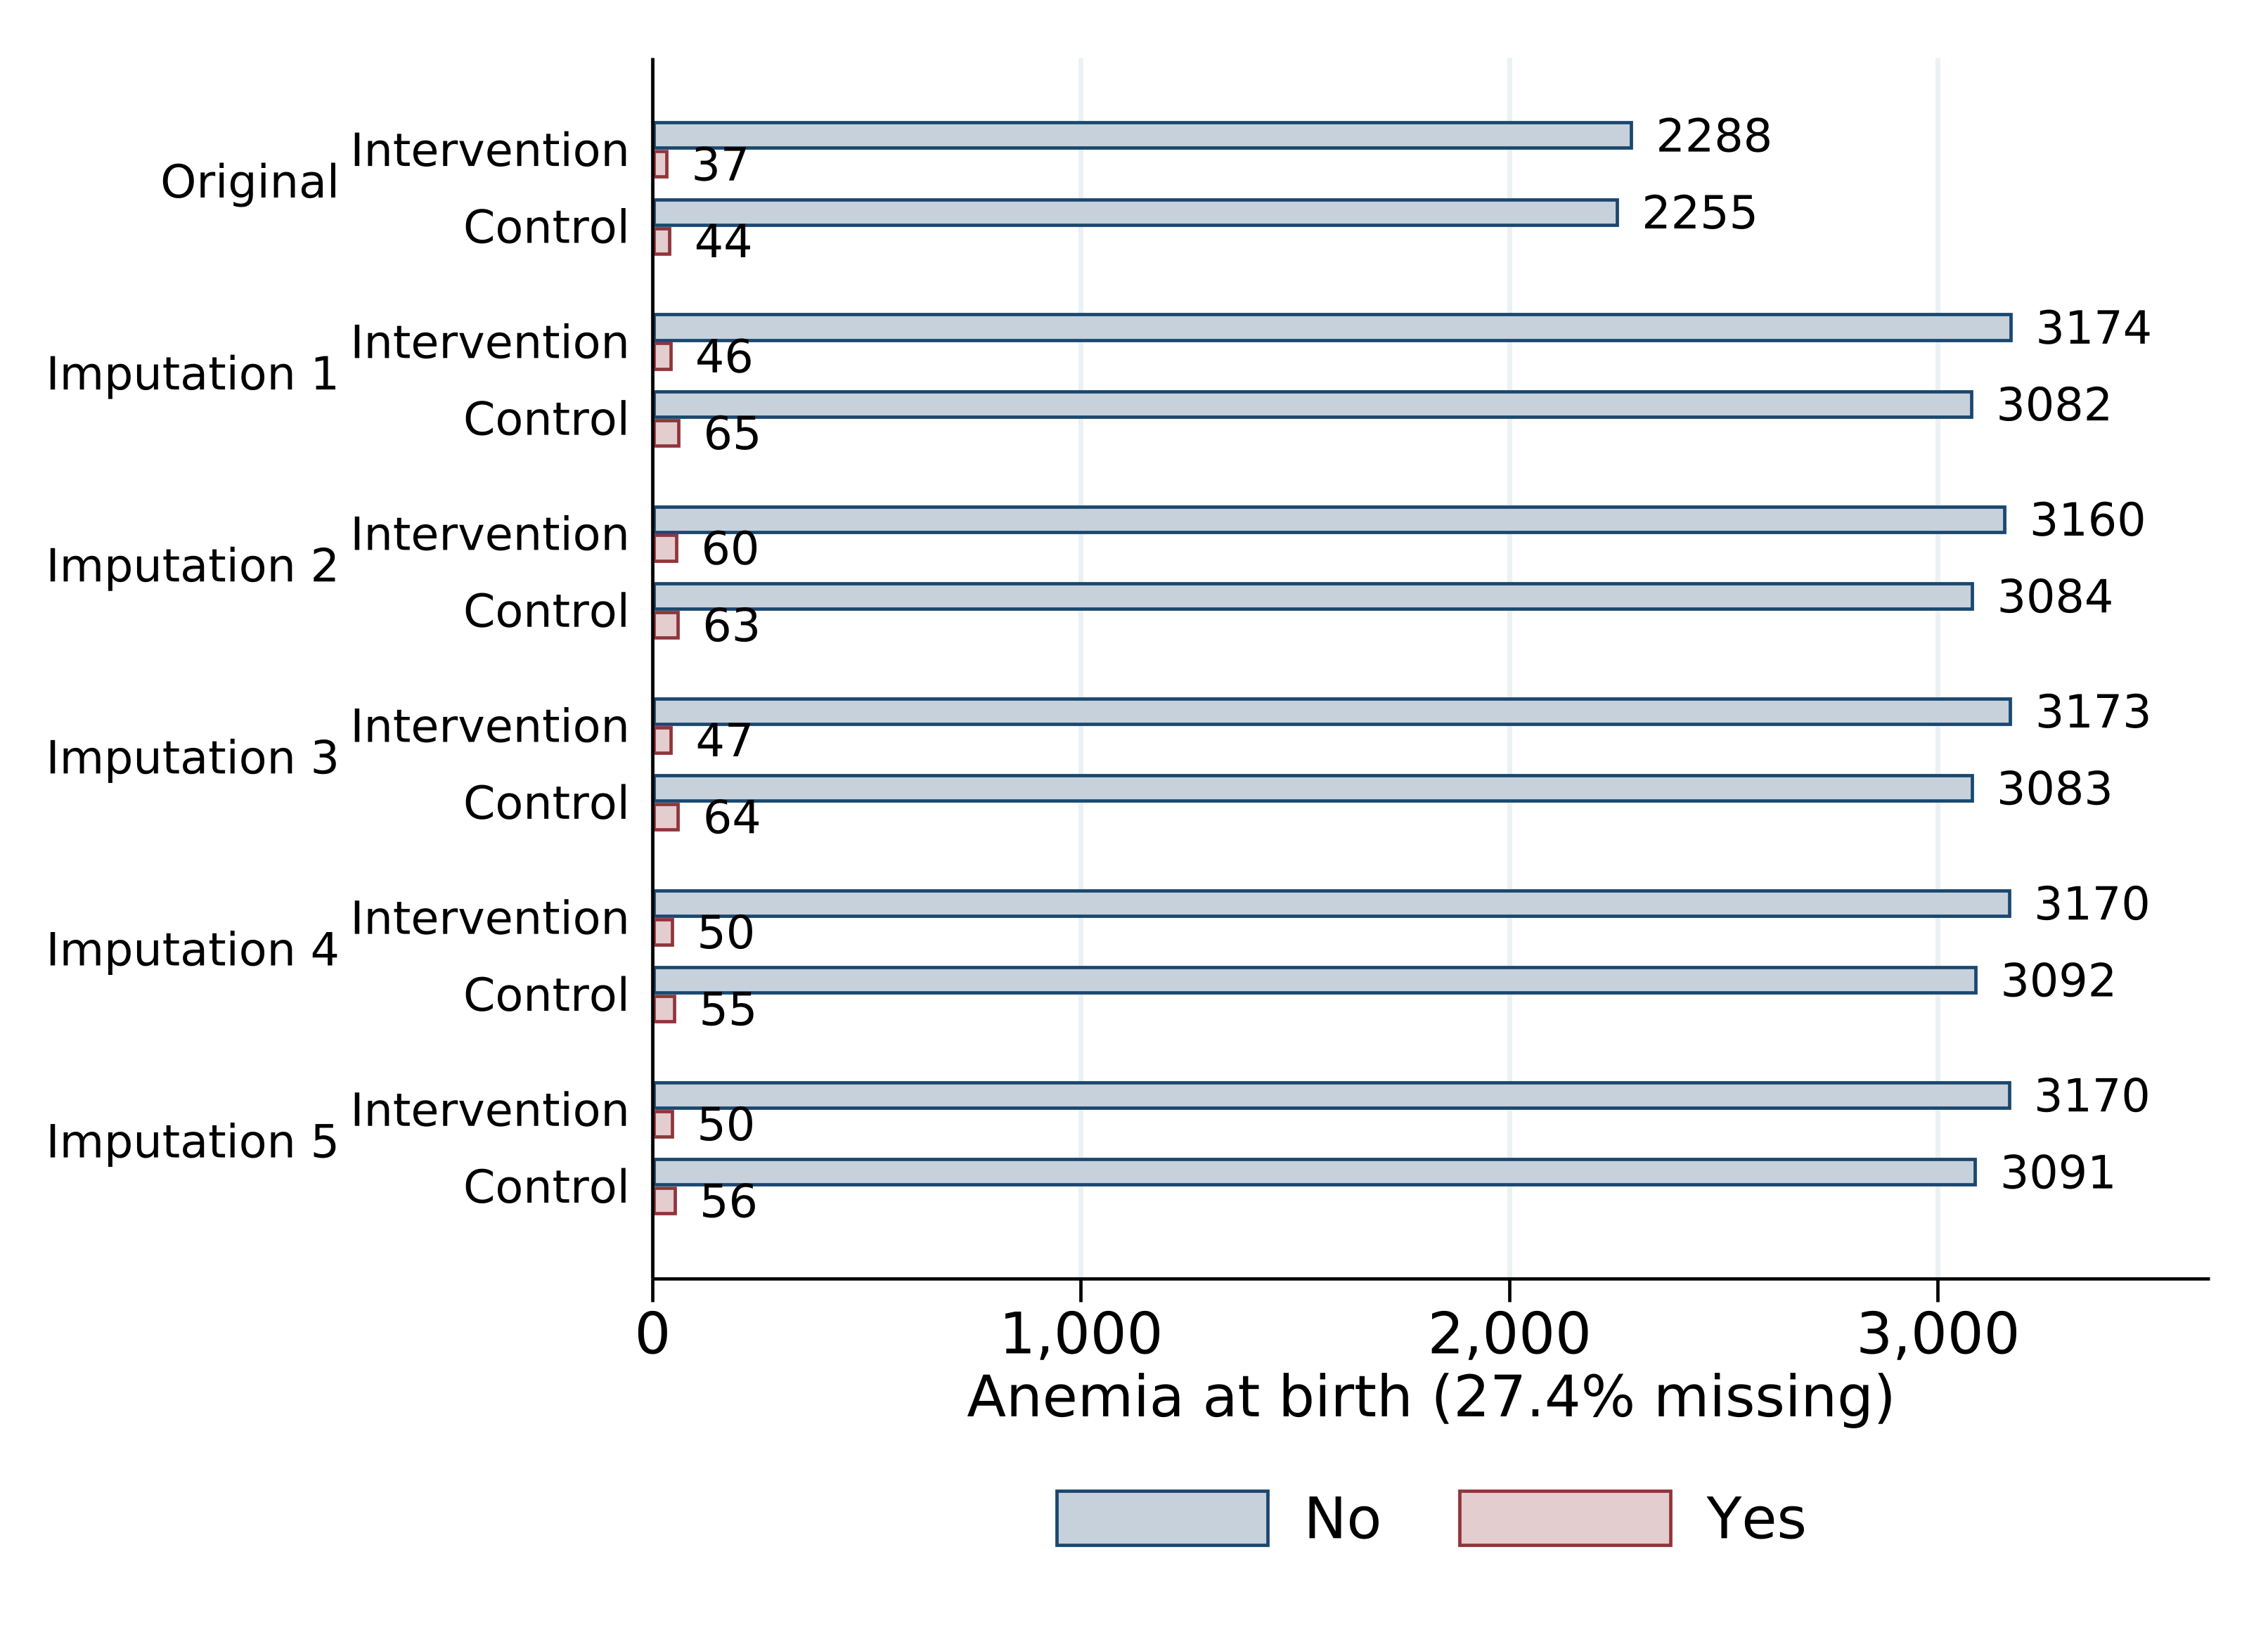 Original
Intervention
2288
37
Control
2255
44
Imputation 1
Intervention
3174
46
Control
3082
65
Imputation 2
Intervention
3160
60
Control
3084
63
Imputation 3
Intervention
3173
47
Control
3083
64
Imputation 4
Intervention
3170
50
Control
3092
55
Imputation 5
Intervention
3170
50
Control
3091
56
0 1,000 2,000 3,000
Anemia at birth (27.4% missing)
No Yes